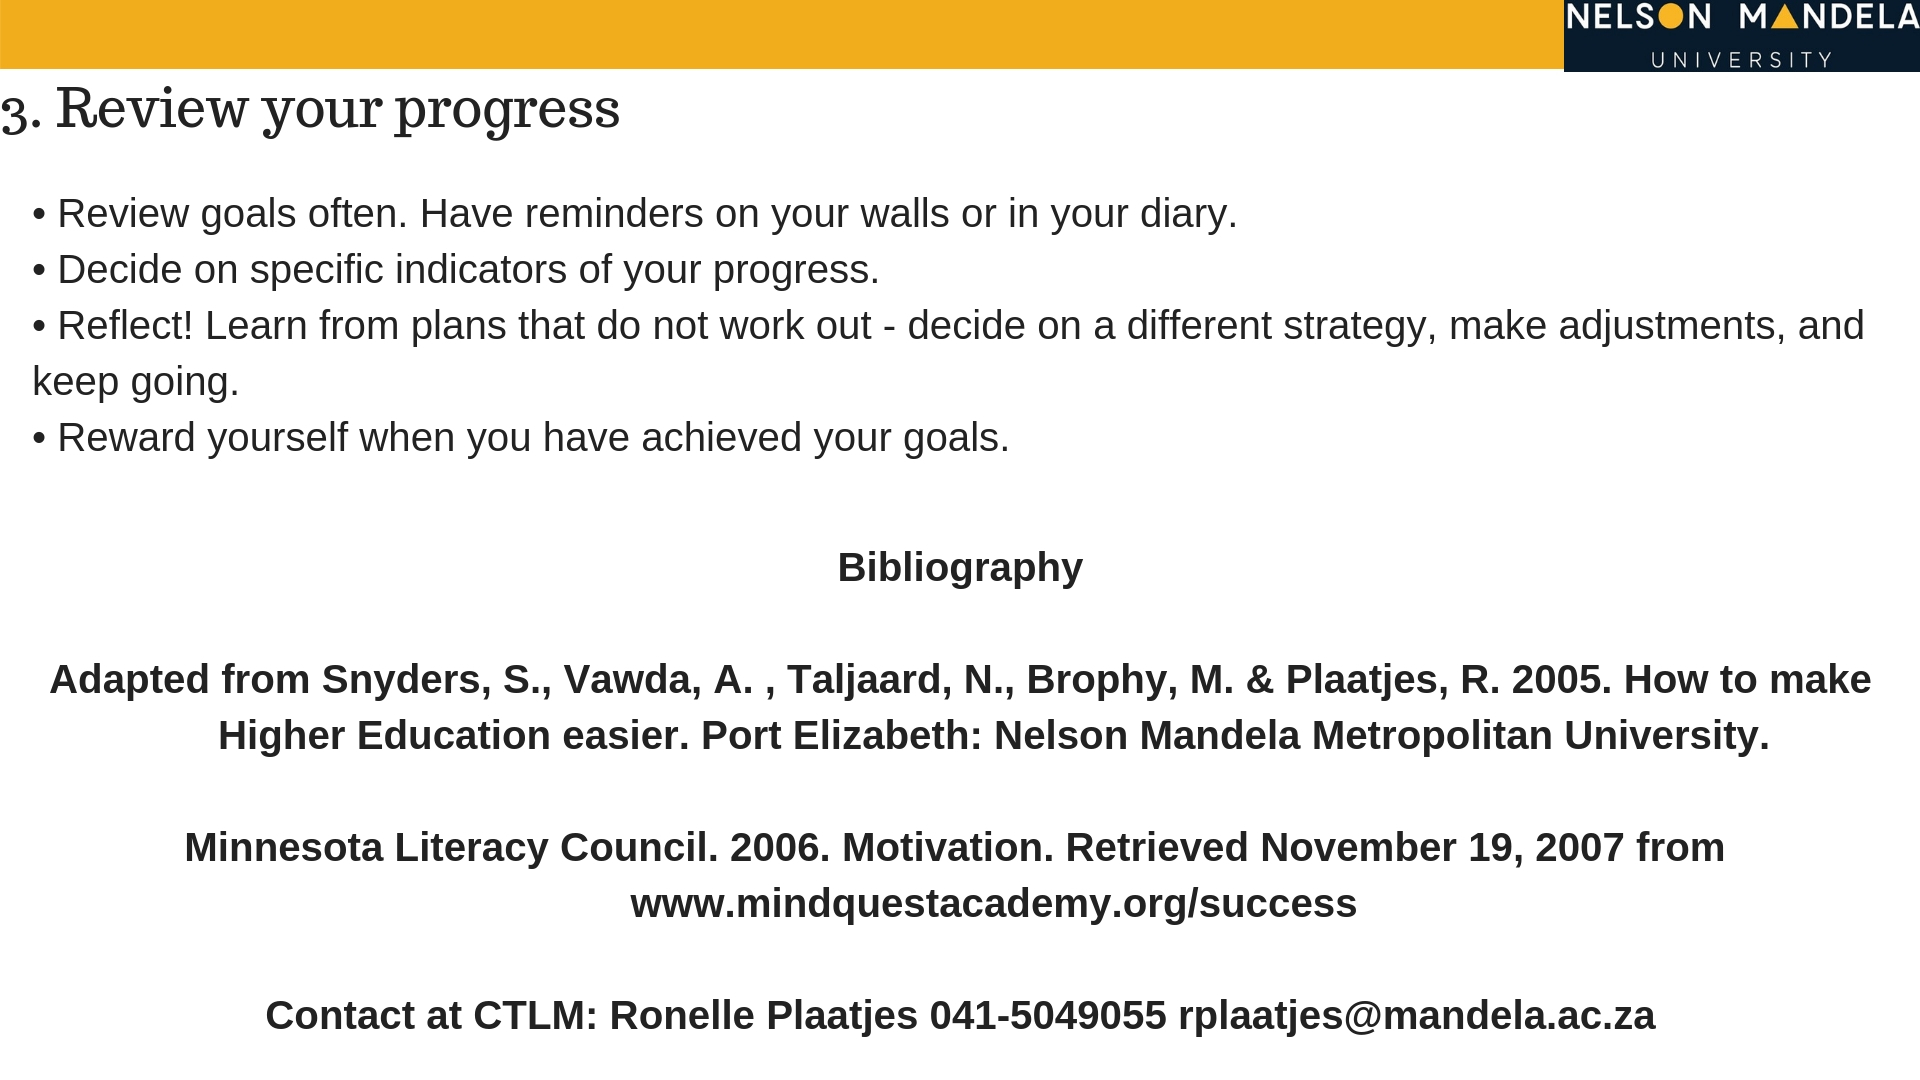 NELSON MANDELA
UNIVERSITY
3. Review your progress
• Review goals often. Have reminders on your walls or in your diary.
• Decide on specific indicators of your progress.
• Reflect! Learn from plans that do not work out - decide on a different strategy, make adjustments, and
keep going.
• Reward yourself when you have achieved your goals.
Bibliography
Adapted from Snyders, S., Vawda, A. , Taljaard, N., Brophy, M. & Plaatjes, R. 2005. How to make
Higher Education easier. Port Elizabeth: Nelson Mandela Metropolitan University.
Minnesota Literacy Council. 2006. Motivation. Retrieved November 19, 2007 from
www.mindquestacademy.org/success
Contact at CTLM: Ronelle Plaatjes 041-5049055 rplaatjes@mandela.ac.za